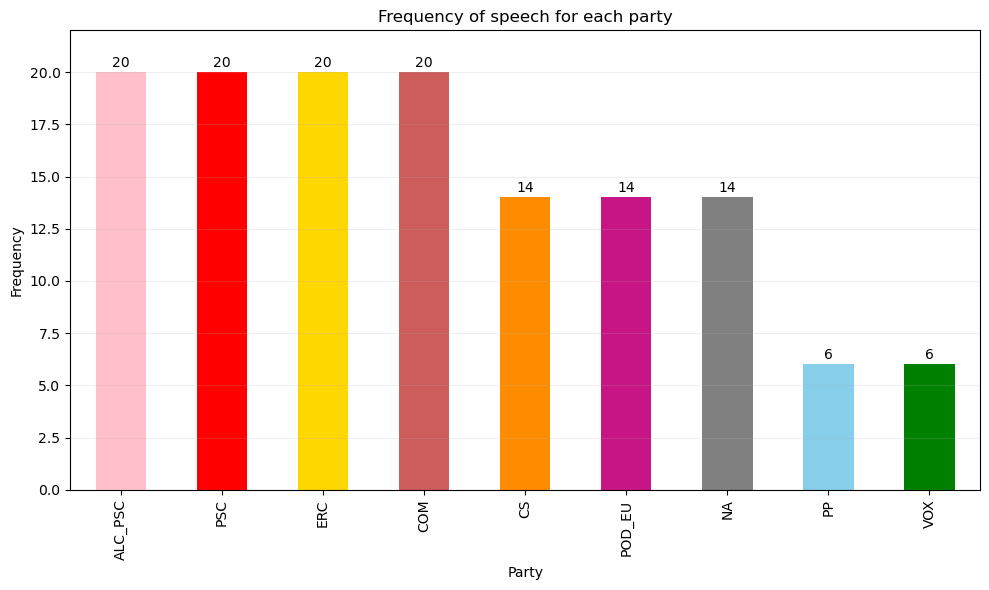 Frequency of speech for each party
Frequency
20.0
17.5
15.0
12.5
10.0
7.5
5.0
2.5
0.0
20 20 20 20 14 14 14 6 6
ALC_PSC PSC ERC COM CS POD_EU NA PP VOX
Party